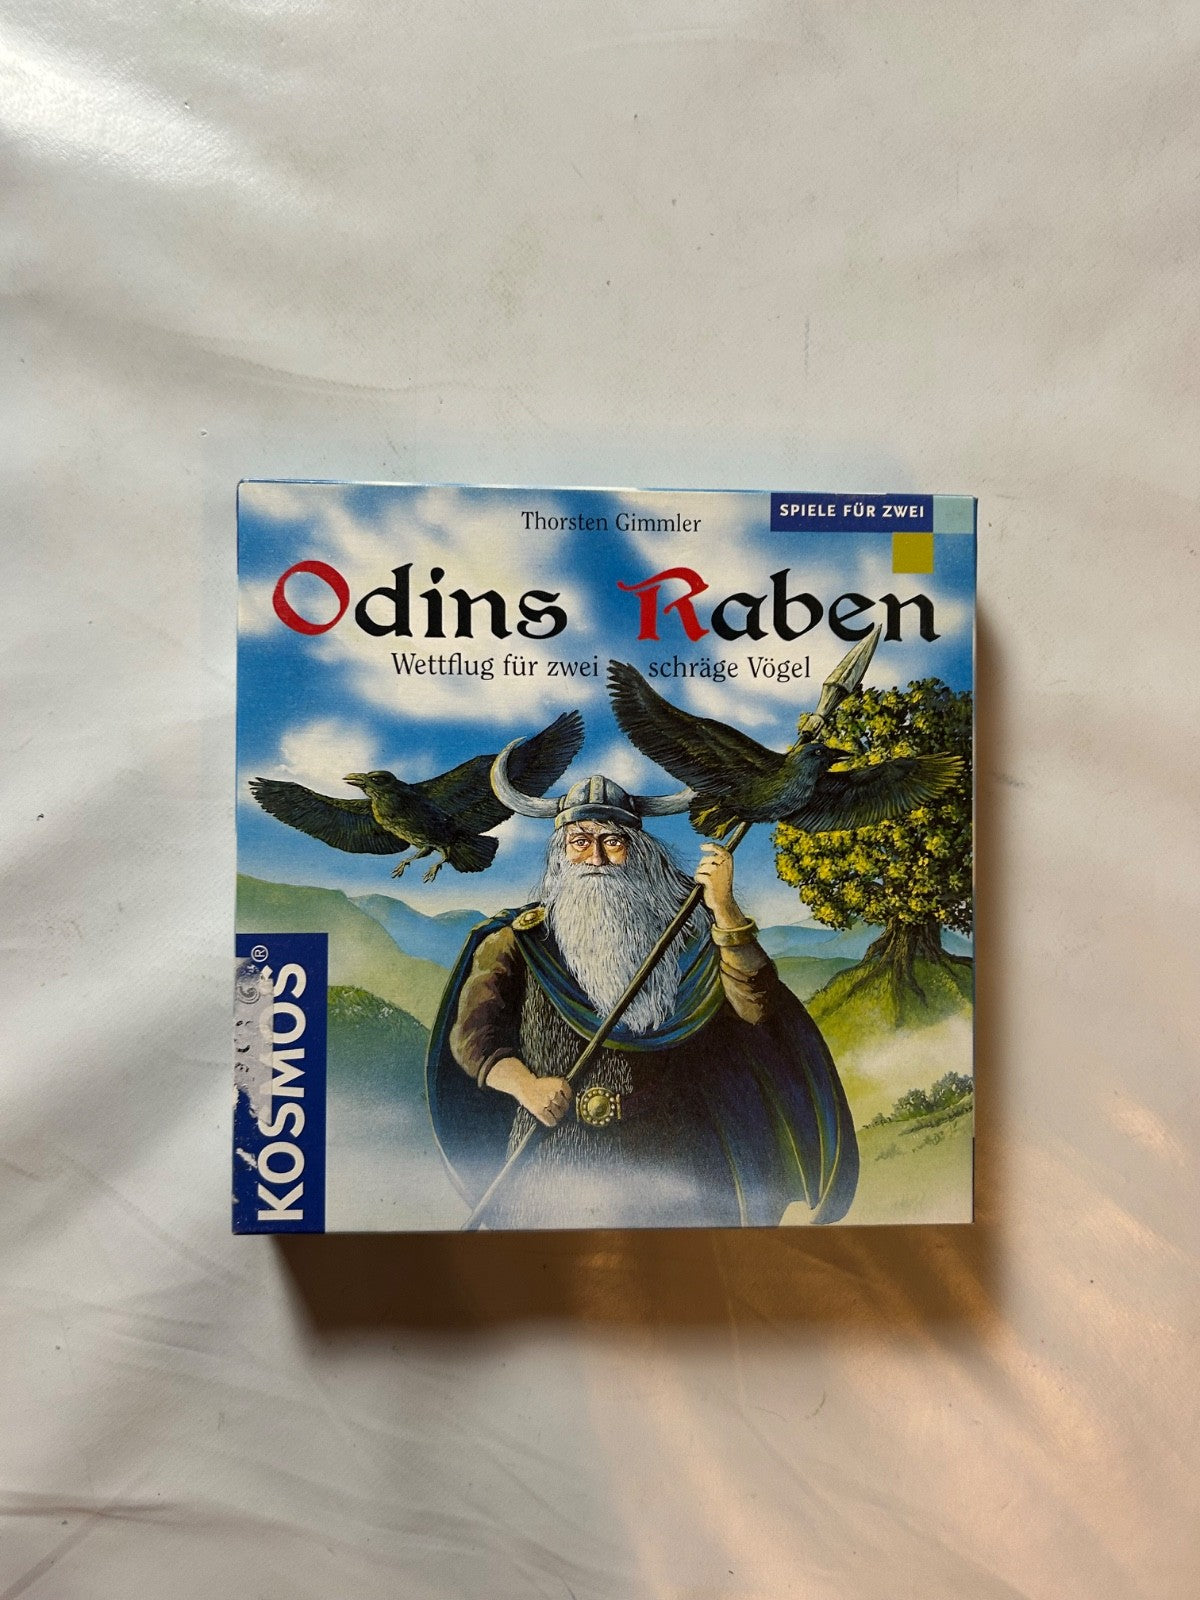 Thorsten Gimmler
SPIELE FÜR ZWEI
Odins Raben
Wettflug für zwei schräge Vögel
KOSMOS®